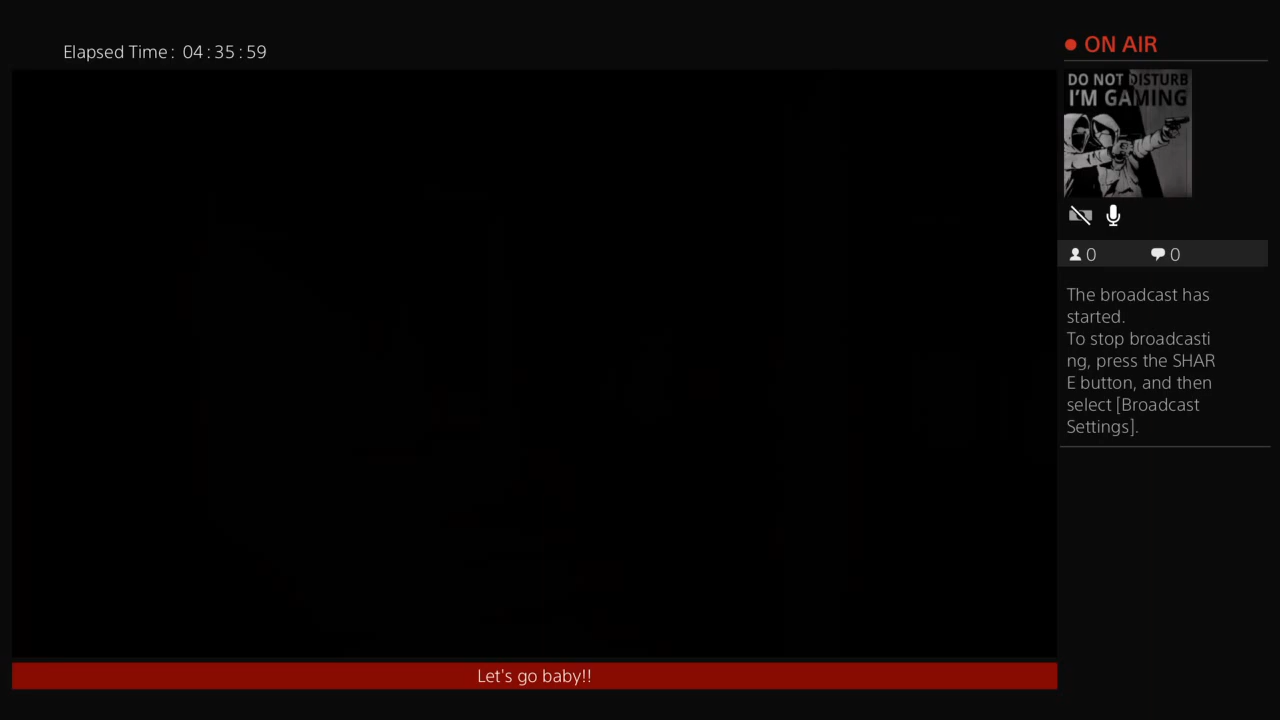 Elapsed Time: 04:35:59
ON AIR
DO NOT DISTURB
I'M GAMING
0 0
The broadcast has
started.
To stop broadcasti
ng, press the SHAR
E button, and then
select [Broadcast
Settings].
Let's go baby!!